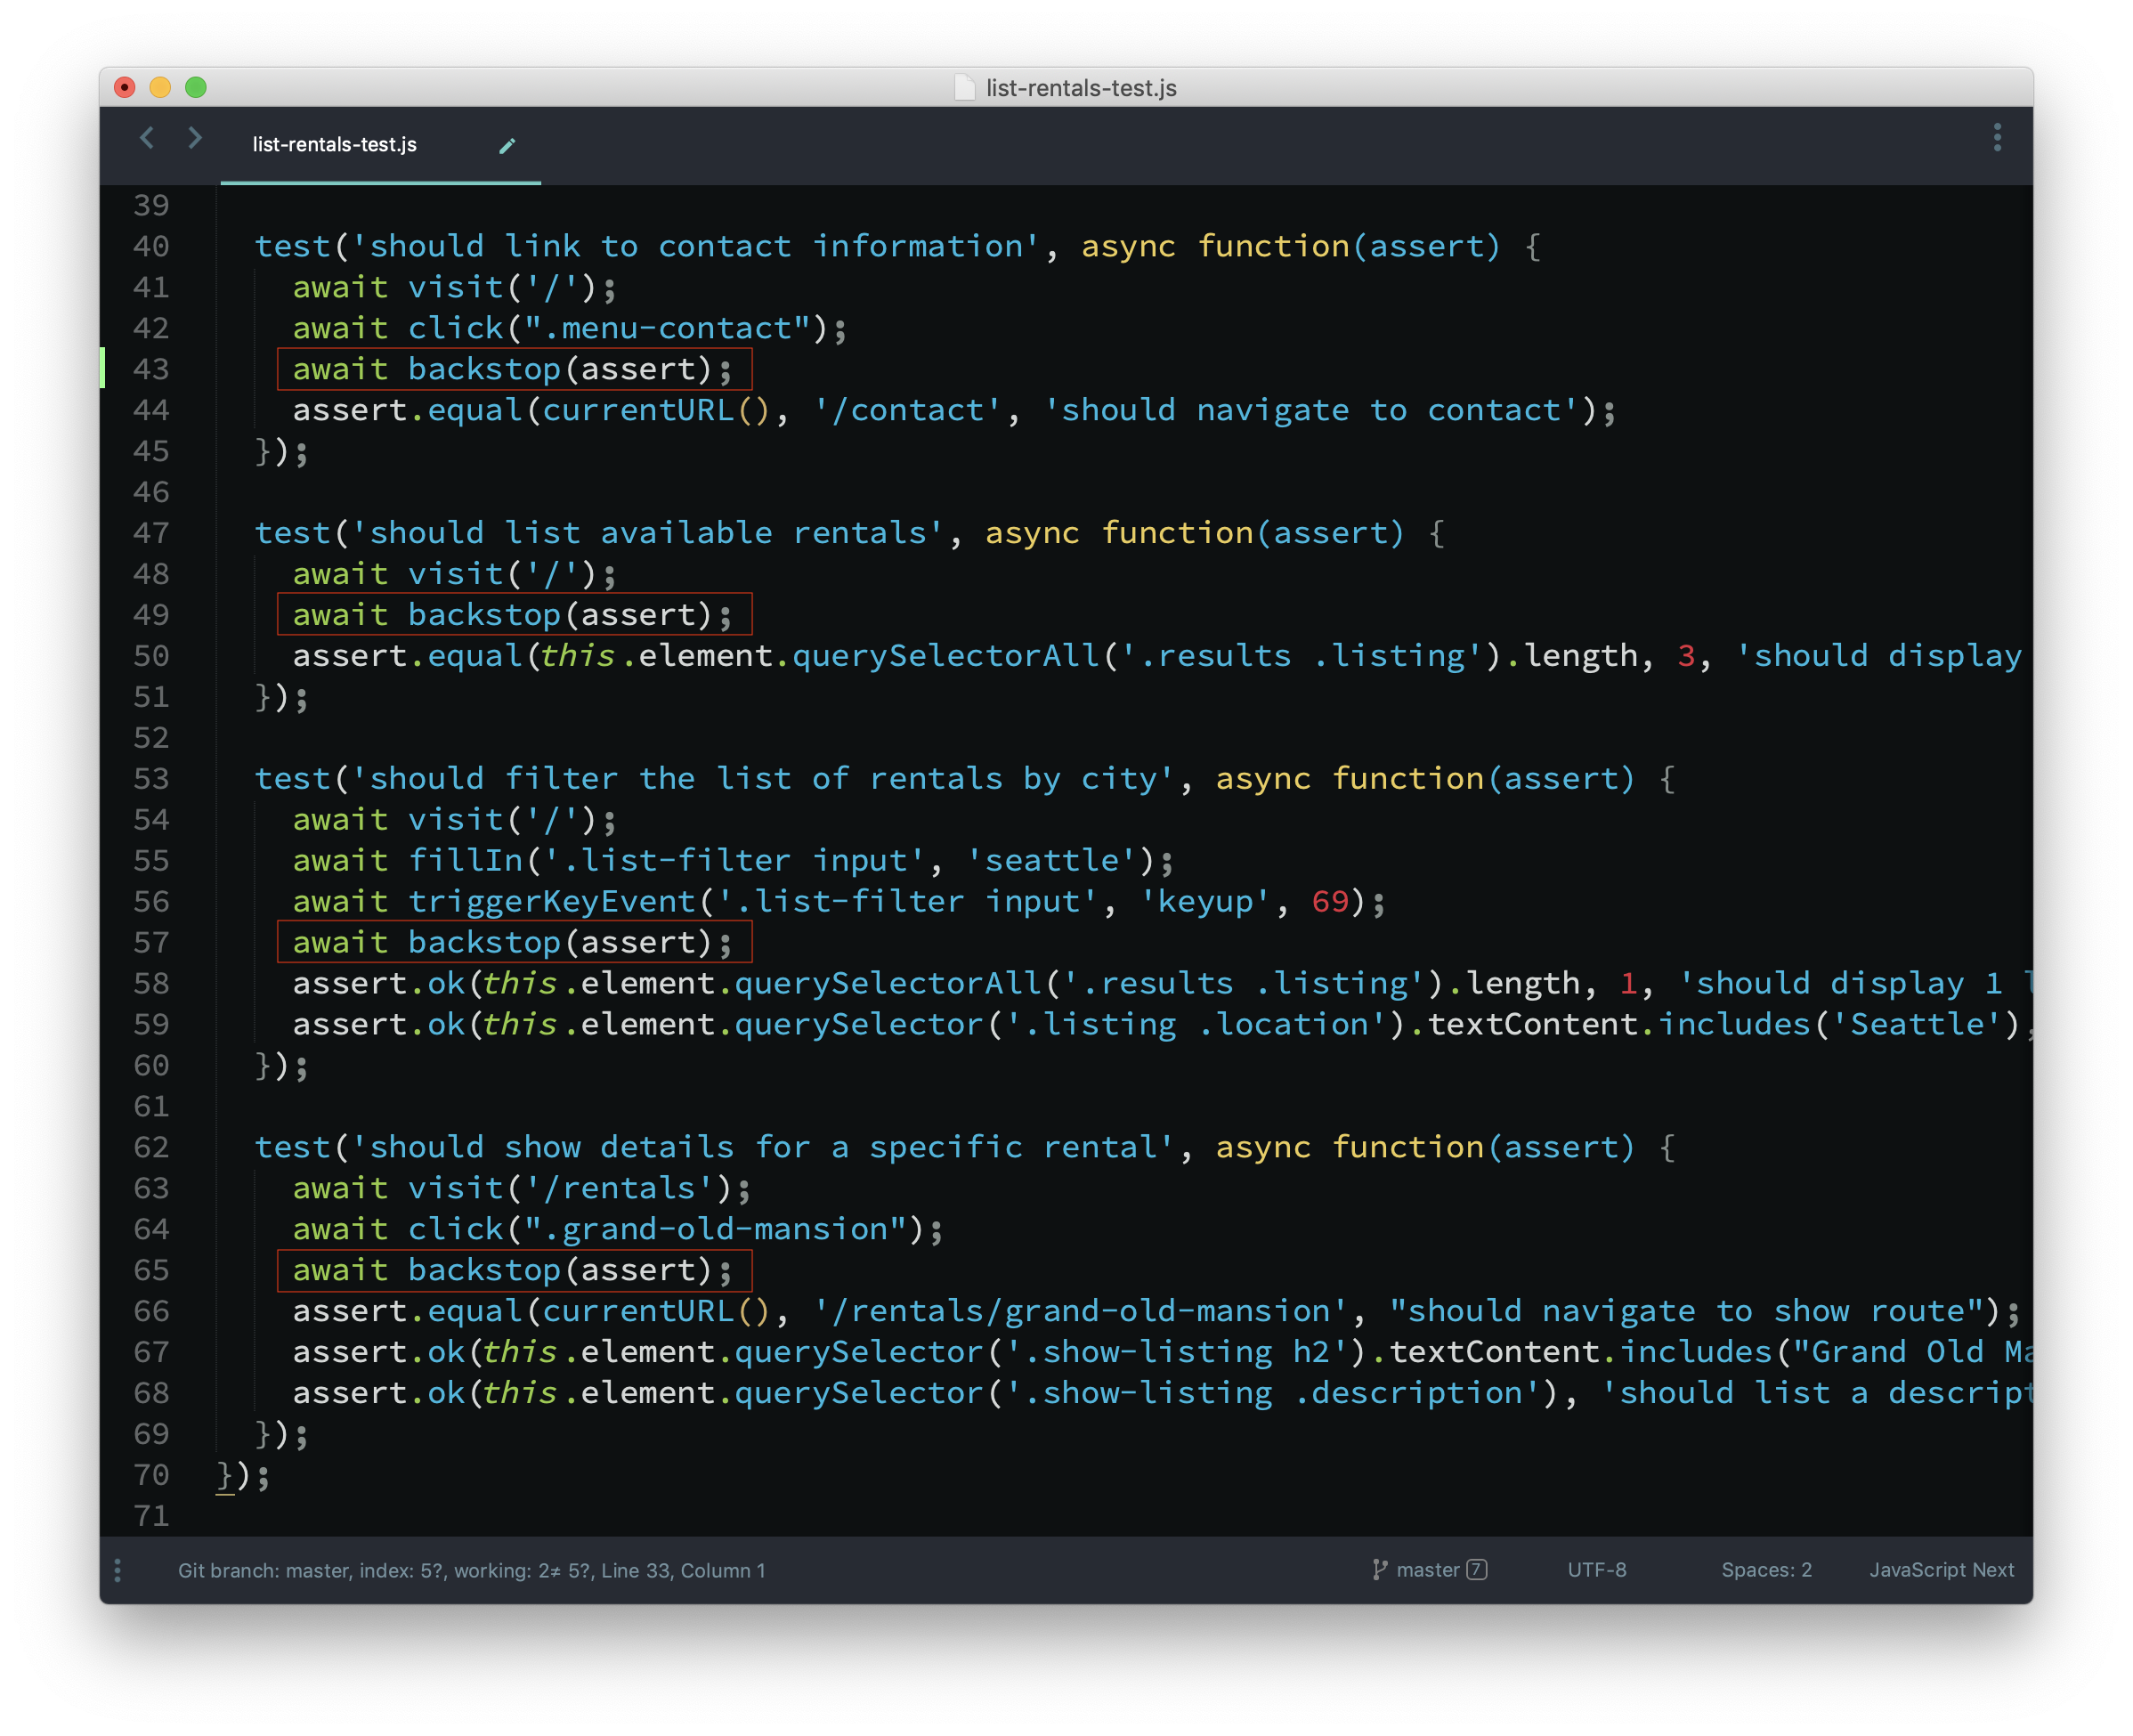 list-rentals-test.js
list-rentals-test.js
39
40 test('should link to contact information', async function(assert) {
41 await visit('/');
42 await click(".menu-contact");
43 await backstop(assert);
44 assert.equal(currentURL(), '/contact', 'should navigate to contact');
45 });
46
47 test('should list available rentals', async function(assert) {
48 await visit('/');
49 await backstop(assert);
50 assert.equal(this.element.querySelectorAll('.results .listing').length, 3, 'should display
51 });
52
53 test('should filter the list of rentals by city', async function(assert) {
54 await visit('/');
55 await fillIn('.list-filter input', 'seattle');
56 await triggerKeyEvent('.list-filter input', 'keyup', 69);
57 await backstop(assert);
58 assert.ok(this.element.querySelectorAll('.results .listing').length, 1, 'should display 1 l
59 assert.ok(this.element.querySelector('.listing .location').textContent.includes('Seattle'),
60 });
61
62 test('should show details for a specific rental', async function(assert) {
63 await visit('/rentals');
64 await click(".grand-old-mansion");
65 await backstop(assert);
66 assert.equal(currentURL(), '/rentals/grand-old-mansion', "should navigate to show route");
67 assert.ok(this.element.querySelector('.show-listing h2').textContent.includes("Grand Old Ma
68 assert.ok(this.element.querySelector('.show-listing .description'), 'should list a descript
69 });
70 });
71
Git branch: master, index: 5?, working: 2≠ 5?, Line 33, Column 1 master 7 UTF-8 Spaces: 2 JavaScript Next